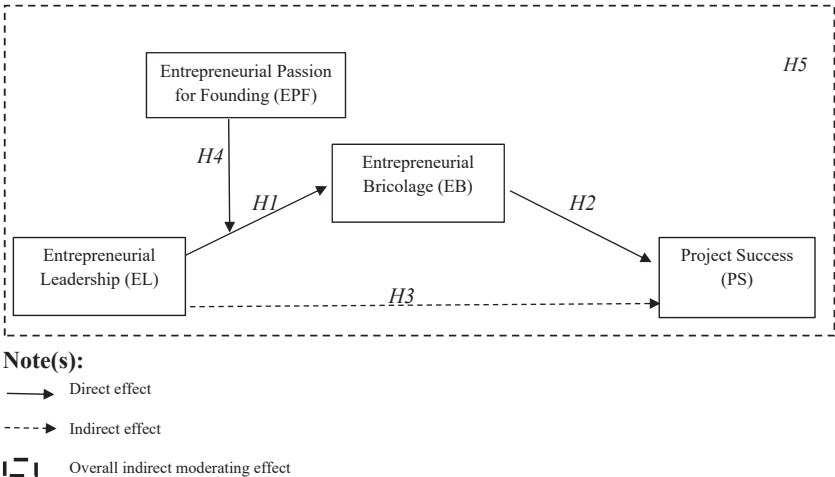 H5
Entrepreneurial Passion
for Founding (EPF)
H4
Entrepreneurial
Bricolage (EB)
H1
H2
Entrepreneurial
Leadership (EL)
Project Success
(PS)
H3
Note(s):
Direct effect
Indirect effect
Overall indirect moderating effect